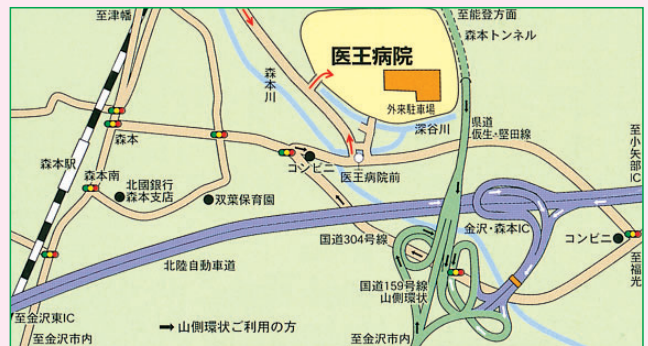 至津幡
至能登方面
森本トンネル
医王病院
森本川
外来駐車場
深谷川
県道
仮生・堅田線
至小矢部IC
森本
森本駅
森本南
コンビニ
医王病院前
北國銀行
森本支店
双葉保育園
国道304号線
金沢・森本IC
コンビニ
至福光
北陸自動車道
国道159号線
山側環状
至金沢東IC
山側環状ご利用の方
至金沢市内
至金沢市内